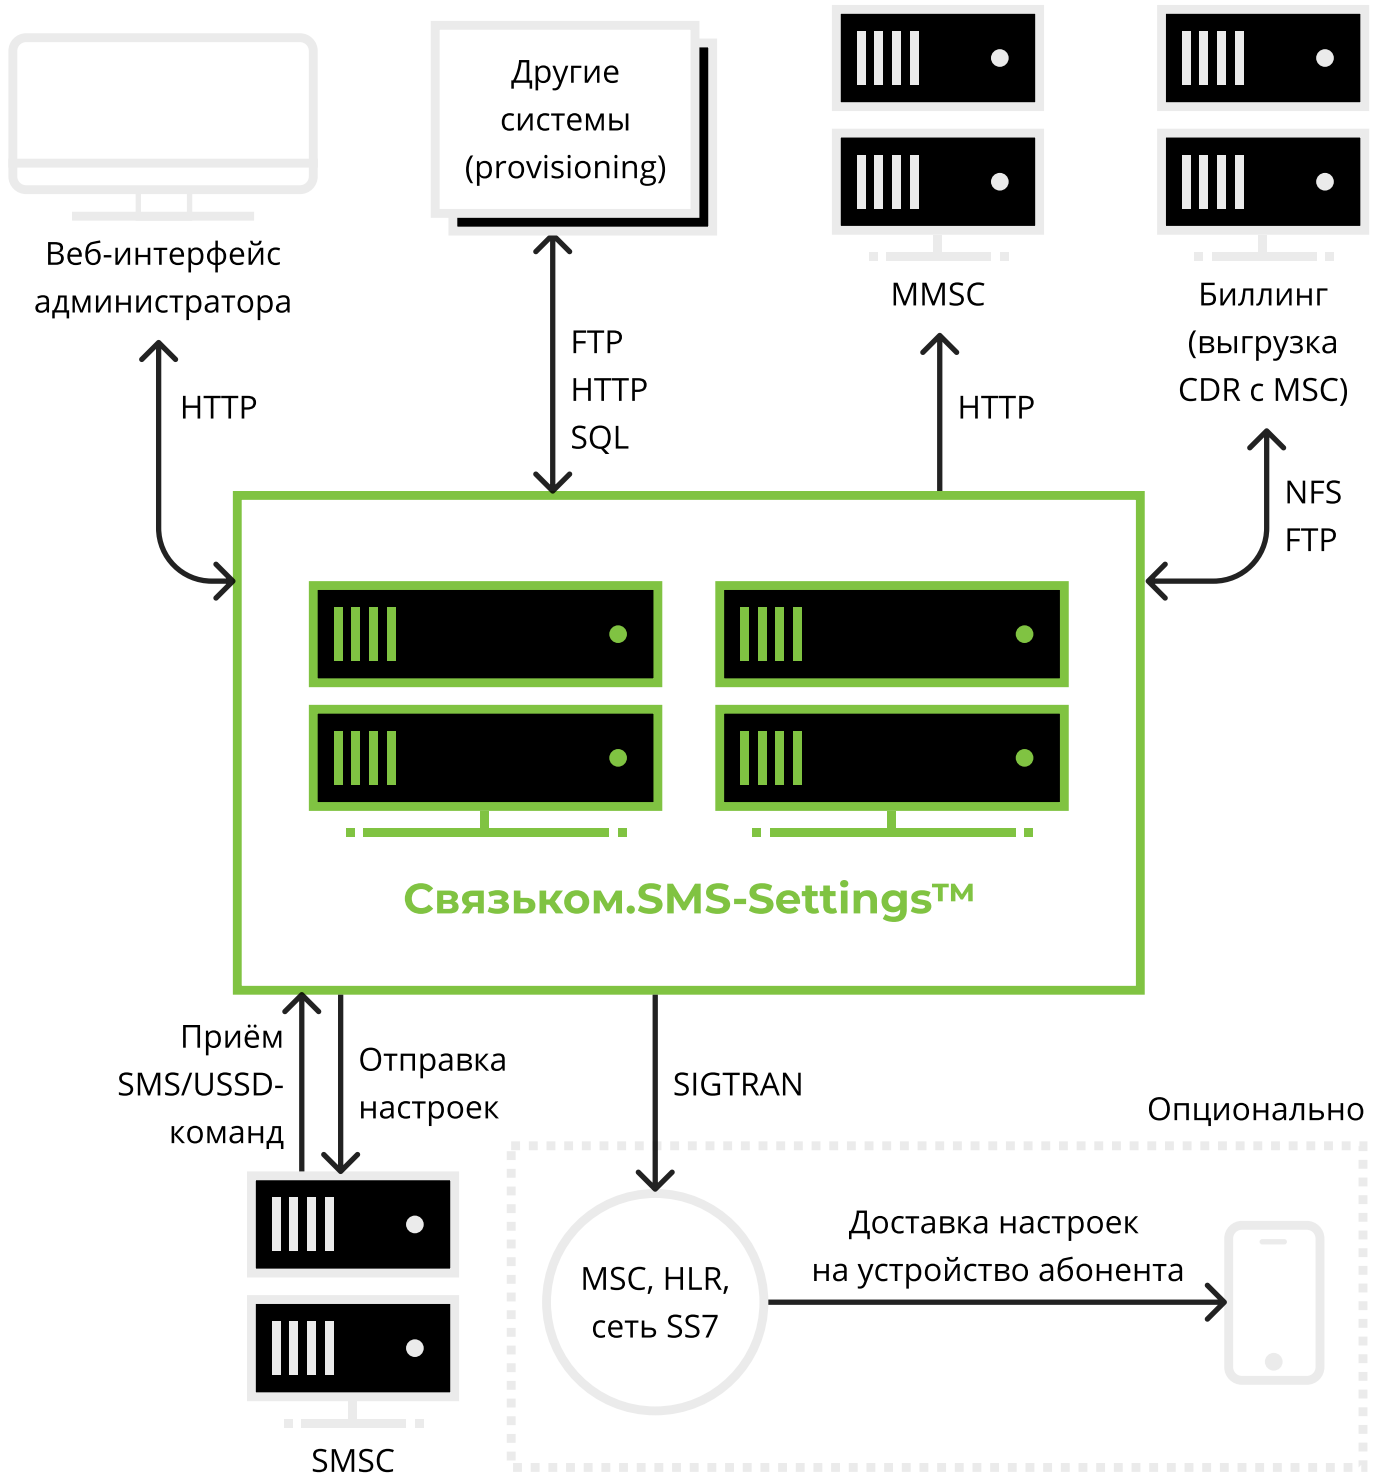 Другие
системы
(provisioning)
Веб-интерфейс
администратора
MMSC
Биллинг
(выгрузка
CDR с MSC)
HTTP
FTP
HTTP
SQL
HTTP
NFS
FTP
Связьком.SMS-Settings™
Приём
SMS/USSD-
команд
Отправка
настроек
SIGTRAN
Опционально
MSC, HLR,
сеть SS7
Доставка настроек
на устройство абонента
SMSC